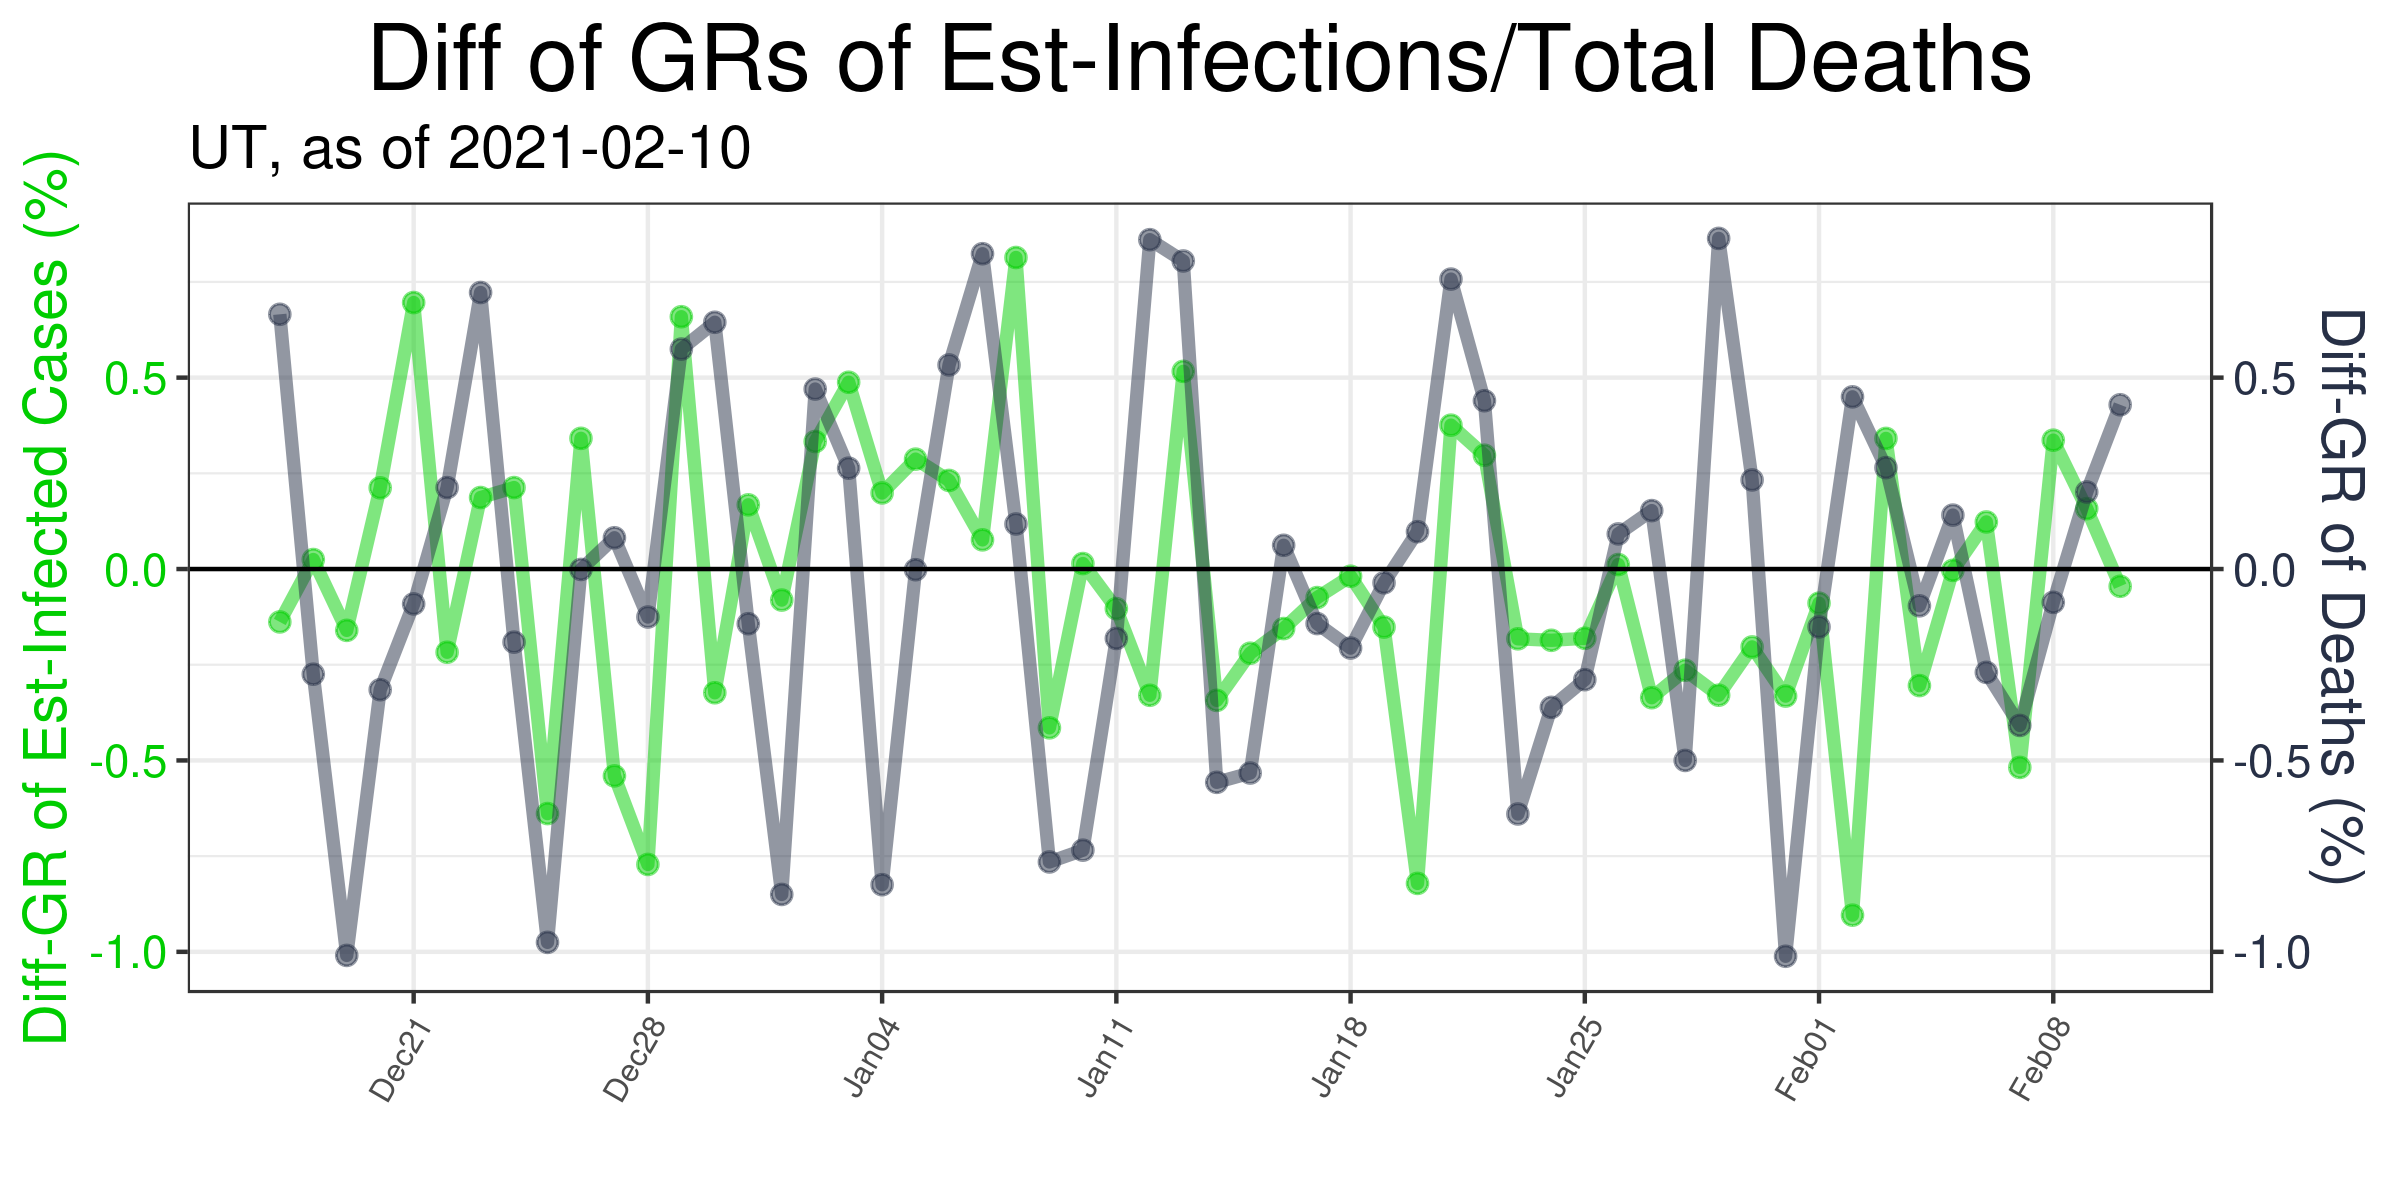 Diff of GRs of Est-Infections/Total Deaths
UT, as of 2021-02-10
Diff-GR of Est-Infected Cases (%)
0.5
0.0
-0.5
-1.0
0.5
0.0
-0.5
-1.0
Diff-GR of Deaths (%)
Dec21
Dec28
Jan04
Jan11
Jan18
Jan25
Feb01
Feb08